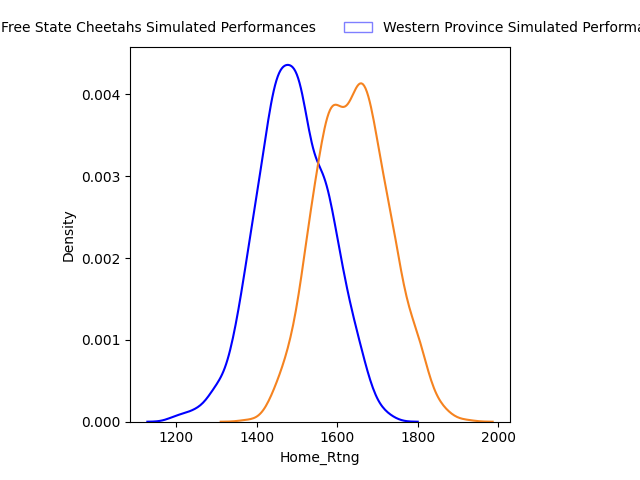 Free State Cheetahs Simulated Performances Western Province Simulated
0.004
0.003
0.002
0.001
0.000
Density
1200 1400 1600 1800 2000
Home_Rtng